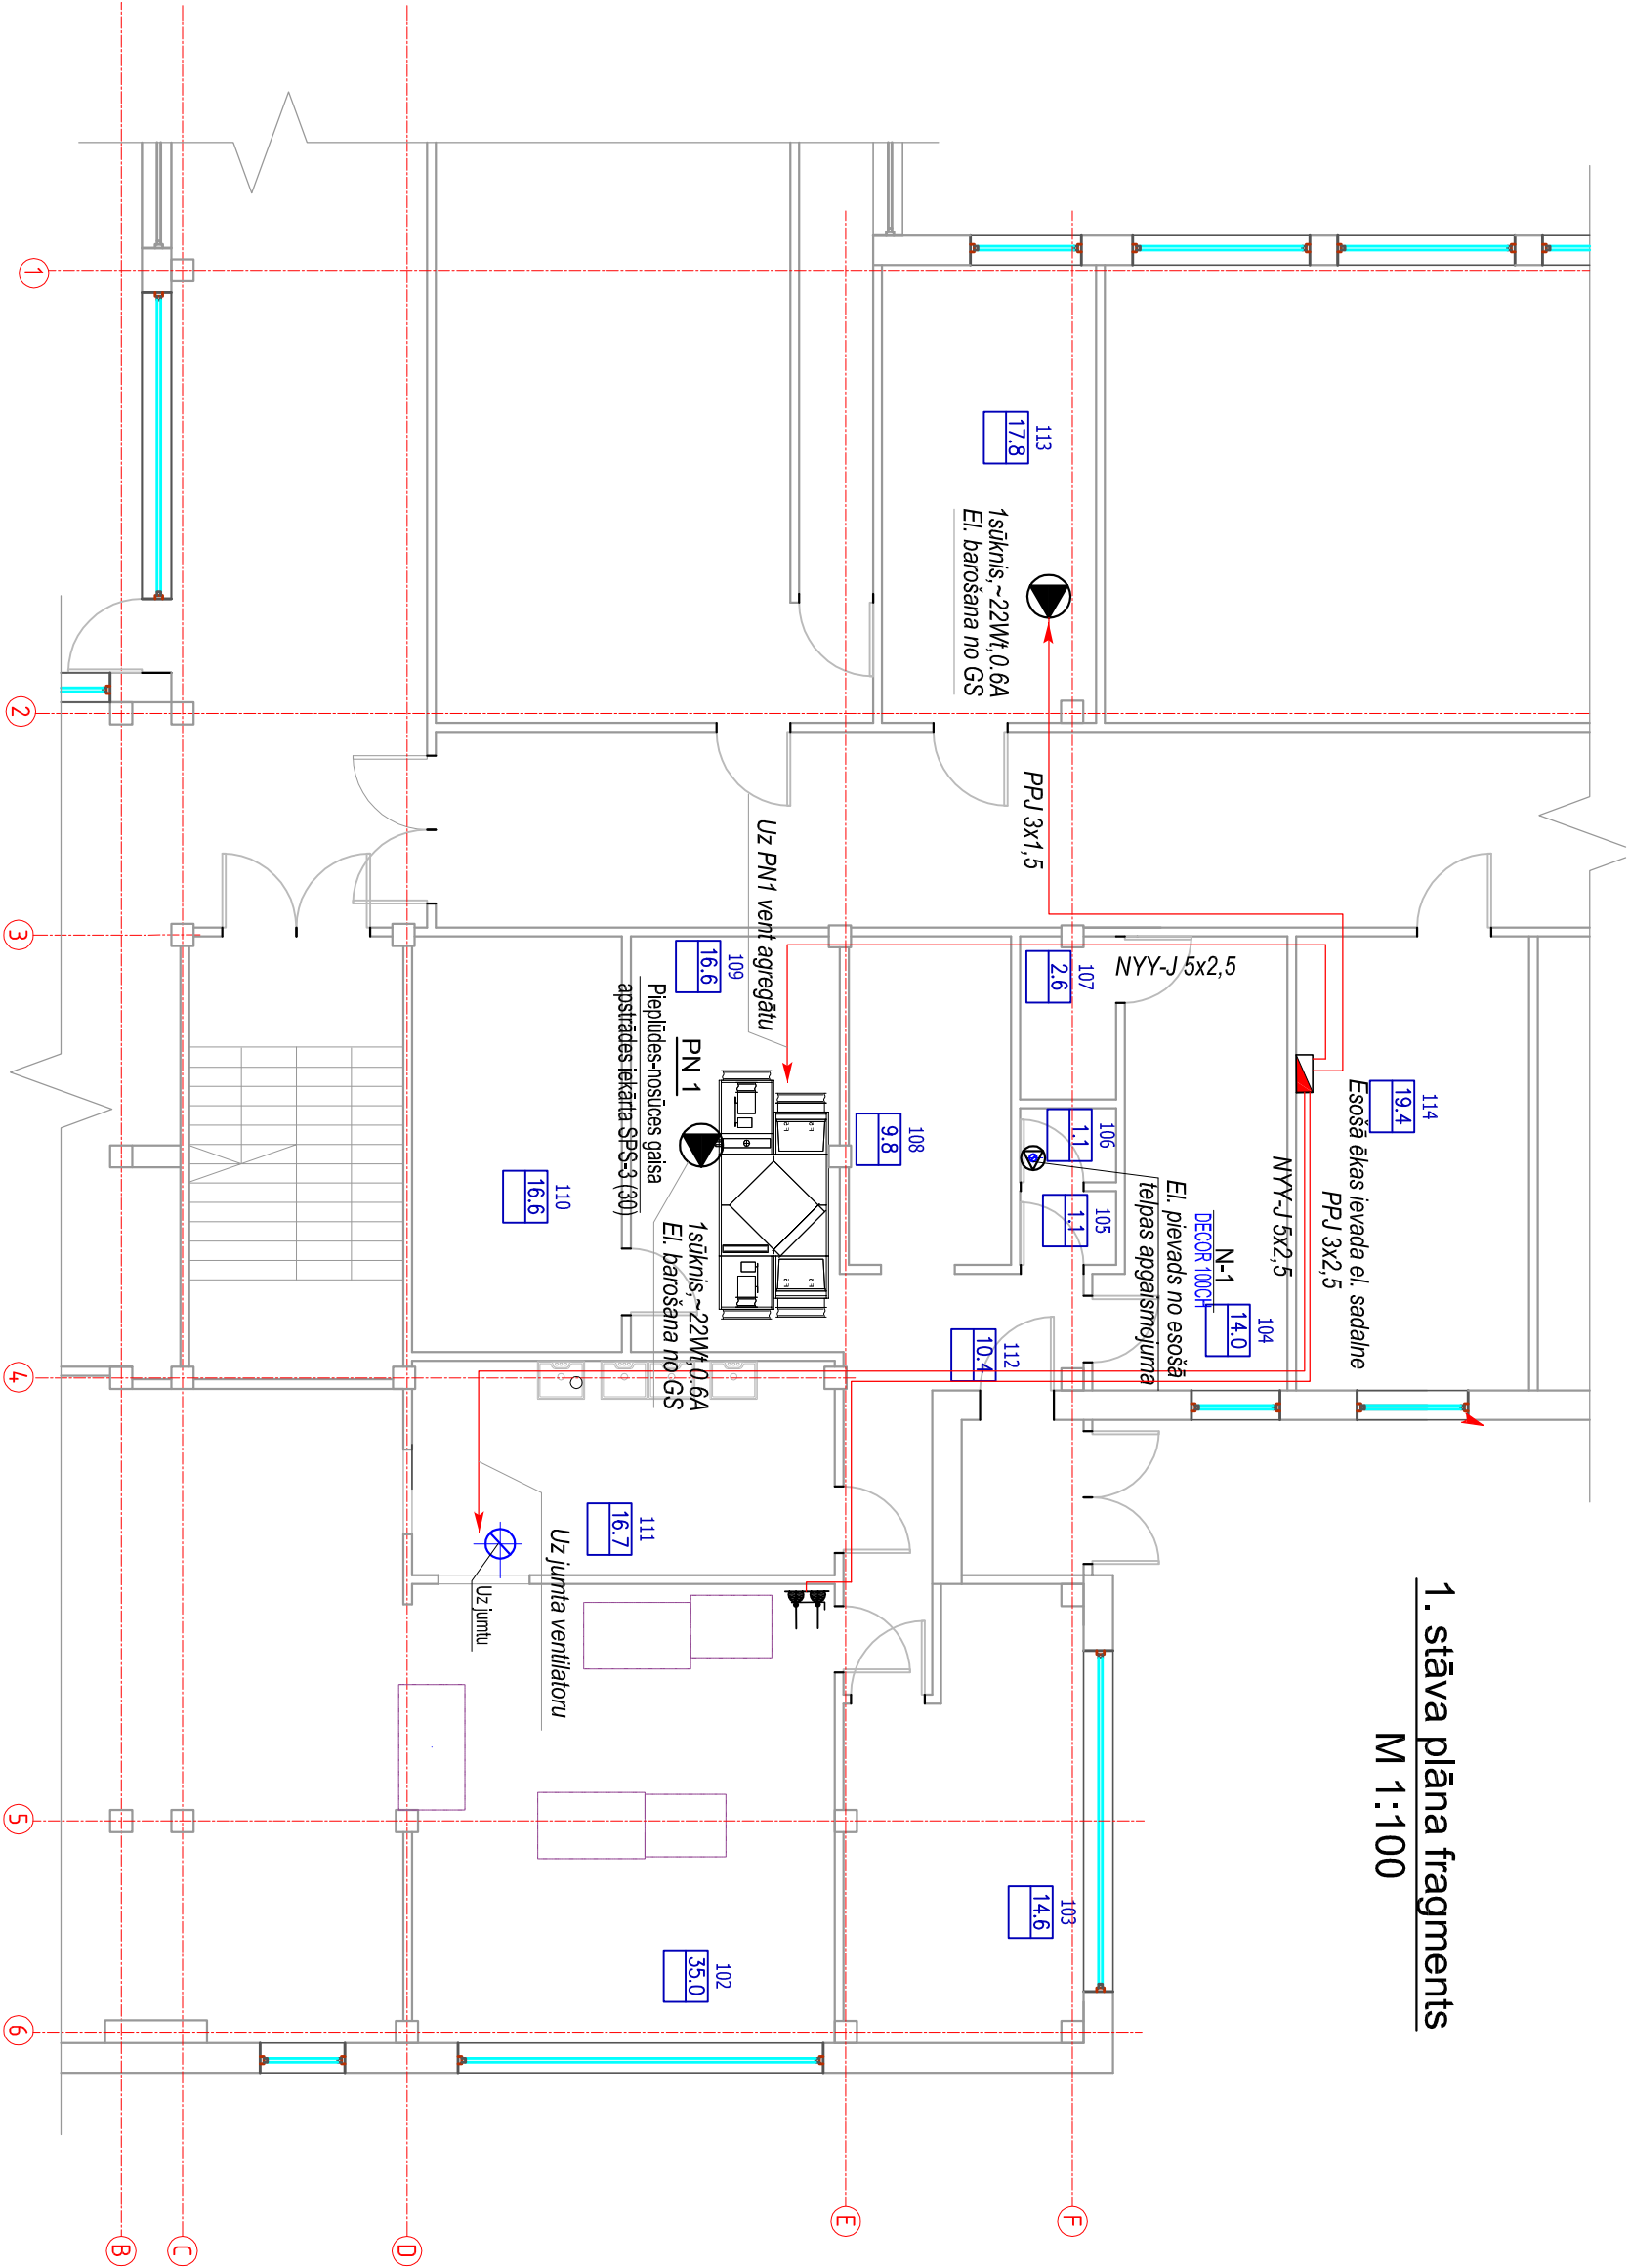 1. stāva plāna fragments
M 1:100
114
19.4
Esošā ēkas ievada el. sadalne
PPJ 3x2,5
NYY-J 5x2,5
104
14.0
N-1
DECOR 100CH
El. pievads no esošā
telpas apgaismojuma
NYY-J 5x2,5
107
2.6
106
1.1
105
1.1
113
17.8
1sūknis,~22Wt,0.6A
El. barošana no GS
PPJ 3x1,5
112
10.4
108
9.8
Uz PN1 vent agregātu
109
16.6
PN 1
Pieplūdes-nosūces gaisa
apstrādes iekārta SPS-3 (30)
1sūknis,~22Wt,0.6A
El. barošana no GS
110
16.6
111
16.7
Uz jumta ventilatoru
Uz jumtu
103
14.6
102
35.0
1
2
3
4
5
6
F
E
D
C
B